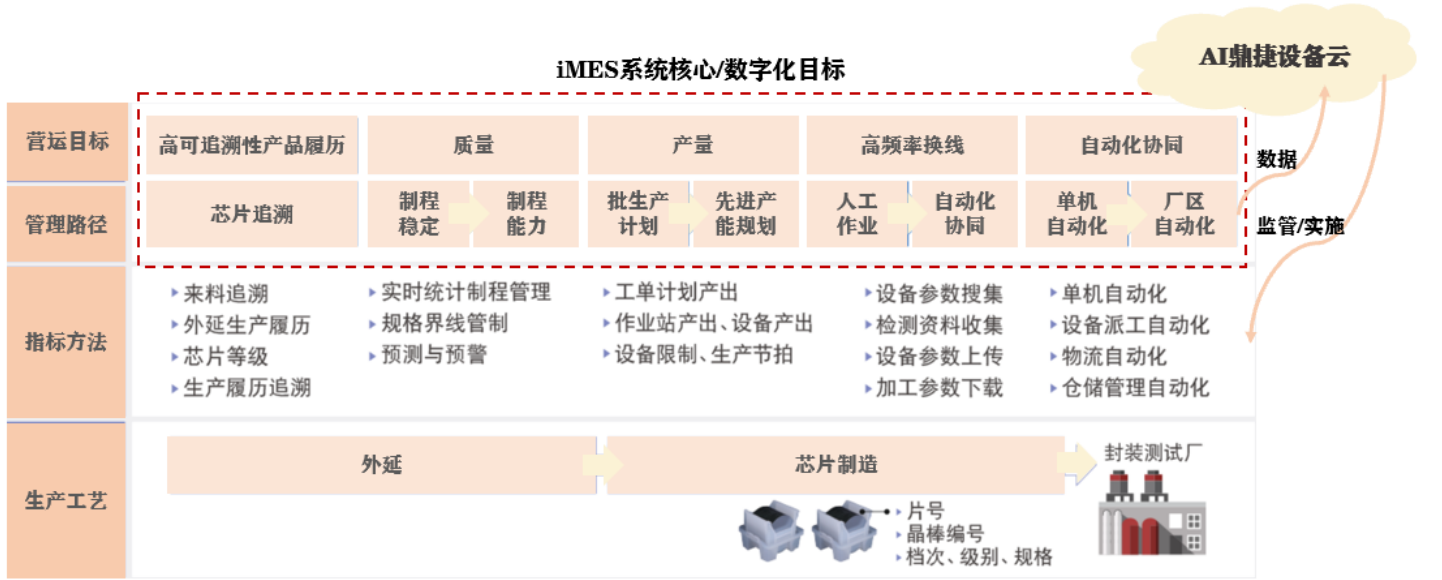 AI鼎捷设备云
iMES系统核心/数字化目标
营运目标
高可追溯性产品履历
质量
产量
高频率换线
自动化协同
数据
管理路径
芯片追溯
制程
稳定
制程
能力
批生产
计划
先进产
能规划
人工
作业
自动化
协同
单机
自动化
厂区
自动化
监管/实施
指标方法
来料追溯
外延生产履历
芯片等级
生产履历追溯
实时统计制程管理
规格界线管制
预测与预警
工单计划产出
作业站产出、设备产出
设备限制、生产节拍
设备参数搜集
检测资料收集
设备参数上传
加工参数下载
单机自动化
设备派工自动化
物流自动化
仓储管理自动化
生产工艺
外延
芯片制造
封装测试厂
片号
晶棒编号
档次、级别、规格